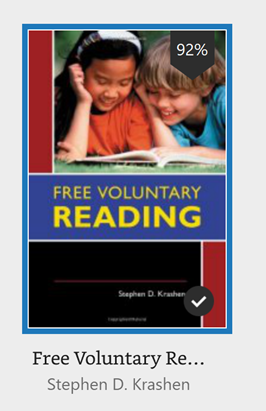 92%
FREE VOLUNTARY
READING
Stephen D. Krashen
Free Voluntary Re...
Stephen D. Krashen